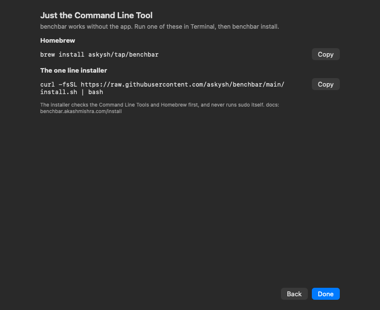 Just the Command Line Tool
benchbar works without the app. Run one of these in Terminal, then benchbar install.
Homebrew
brew install askysh/tap/benchbar
Copy
The one line installer
curl -fsSL https://raw.githubusercontent.com/askysh/benchbar/main/
install.sh | bash
Copy
The installer checks the Command Line Tools and Homebrew first, and never runs sudo itself: docs:
benchbar.akashmishra.com/install
Back
Done